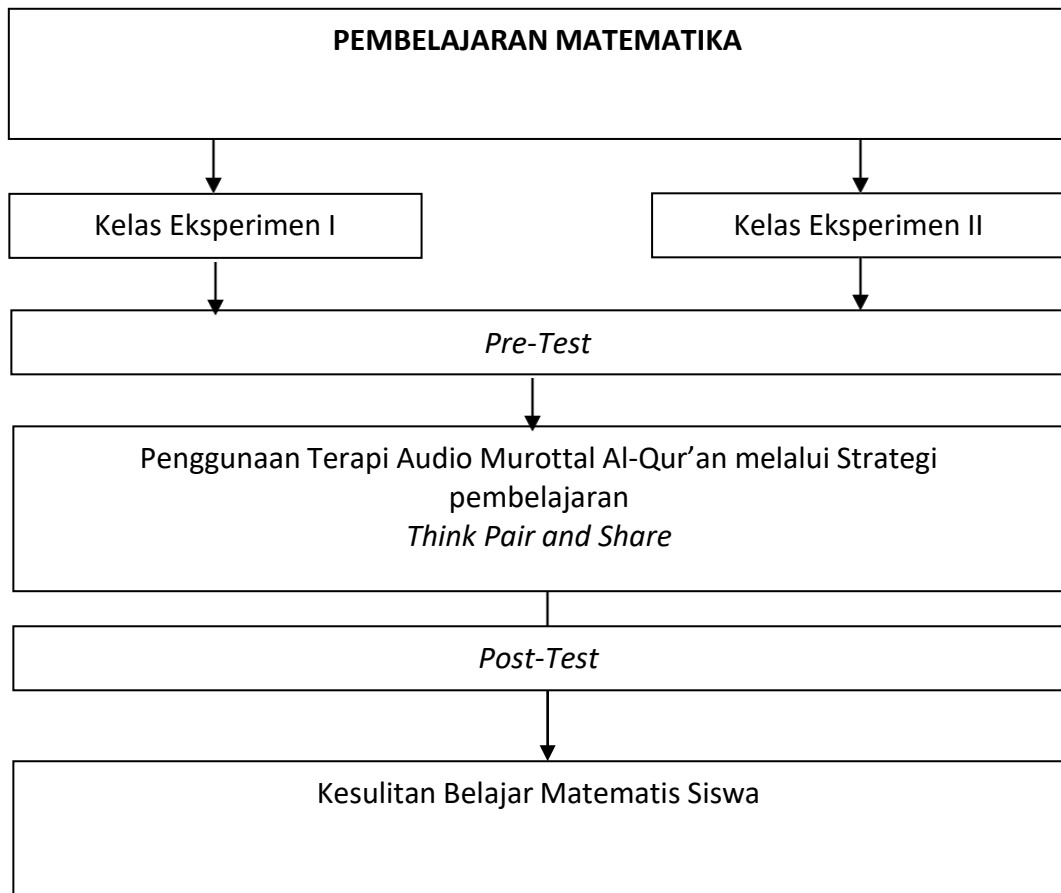 PEMBELAJARAN MATEMATIKA
Kelas Eksperimen I
Kelas Eksperimen II
Pre-Test
Penggunaan Terapi Audio Murottal Al-Qur’an melalui Strategi
pembelajaran
Think Pair and Share
Post-Test
Kesulitan Belajar Matematis Siswa